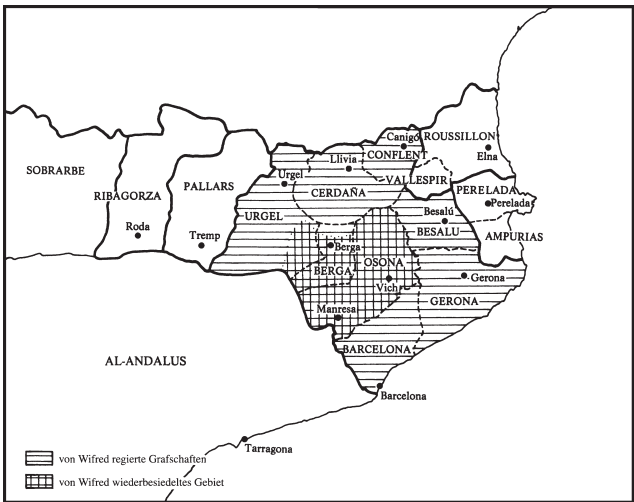 Canigó
ROUSSILLON
Elna
Llivia
CONFLENT
SOBRARBE
Urgel
VALLESPIR
PALLARS
CERDAÑA
PERELADA
Perelada
RIBAGORZA
URGEL
Besalú
Roda
Tremp
BESALU
AMPURIAS
Berga
OSONA
BERGA
Gerona
Vich
GERONA
Manresa
BARCELONA
AL-ANDALUS
Barcelona
Tarragona
von Wifred regierte Grafschaften
von Wifred wiederbesiedeltes Gebiet